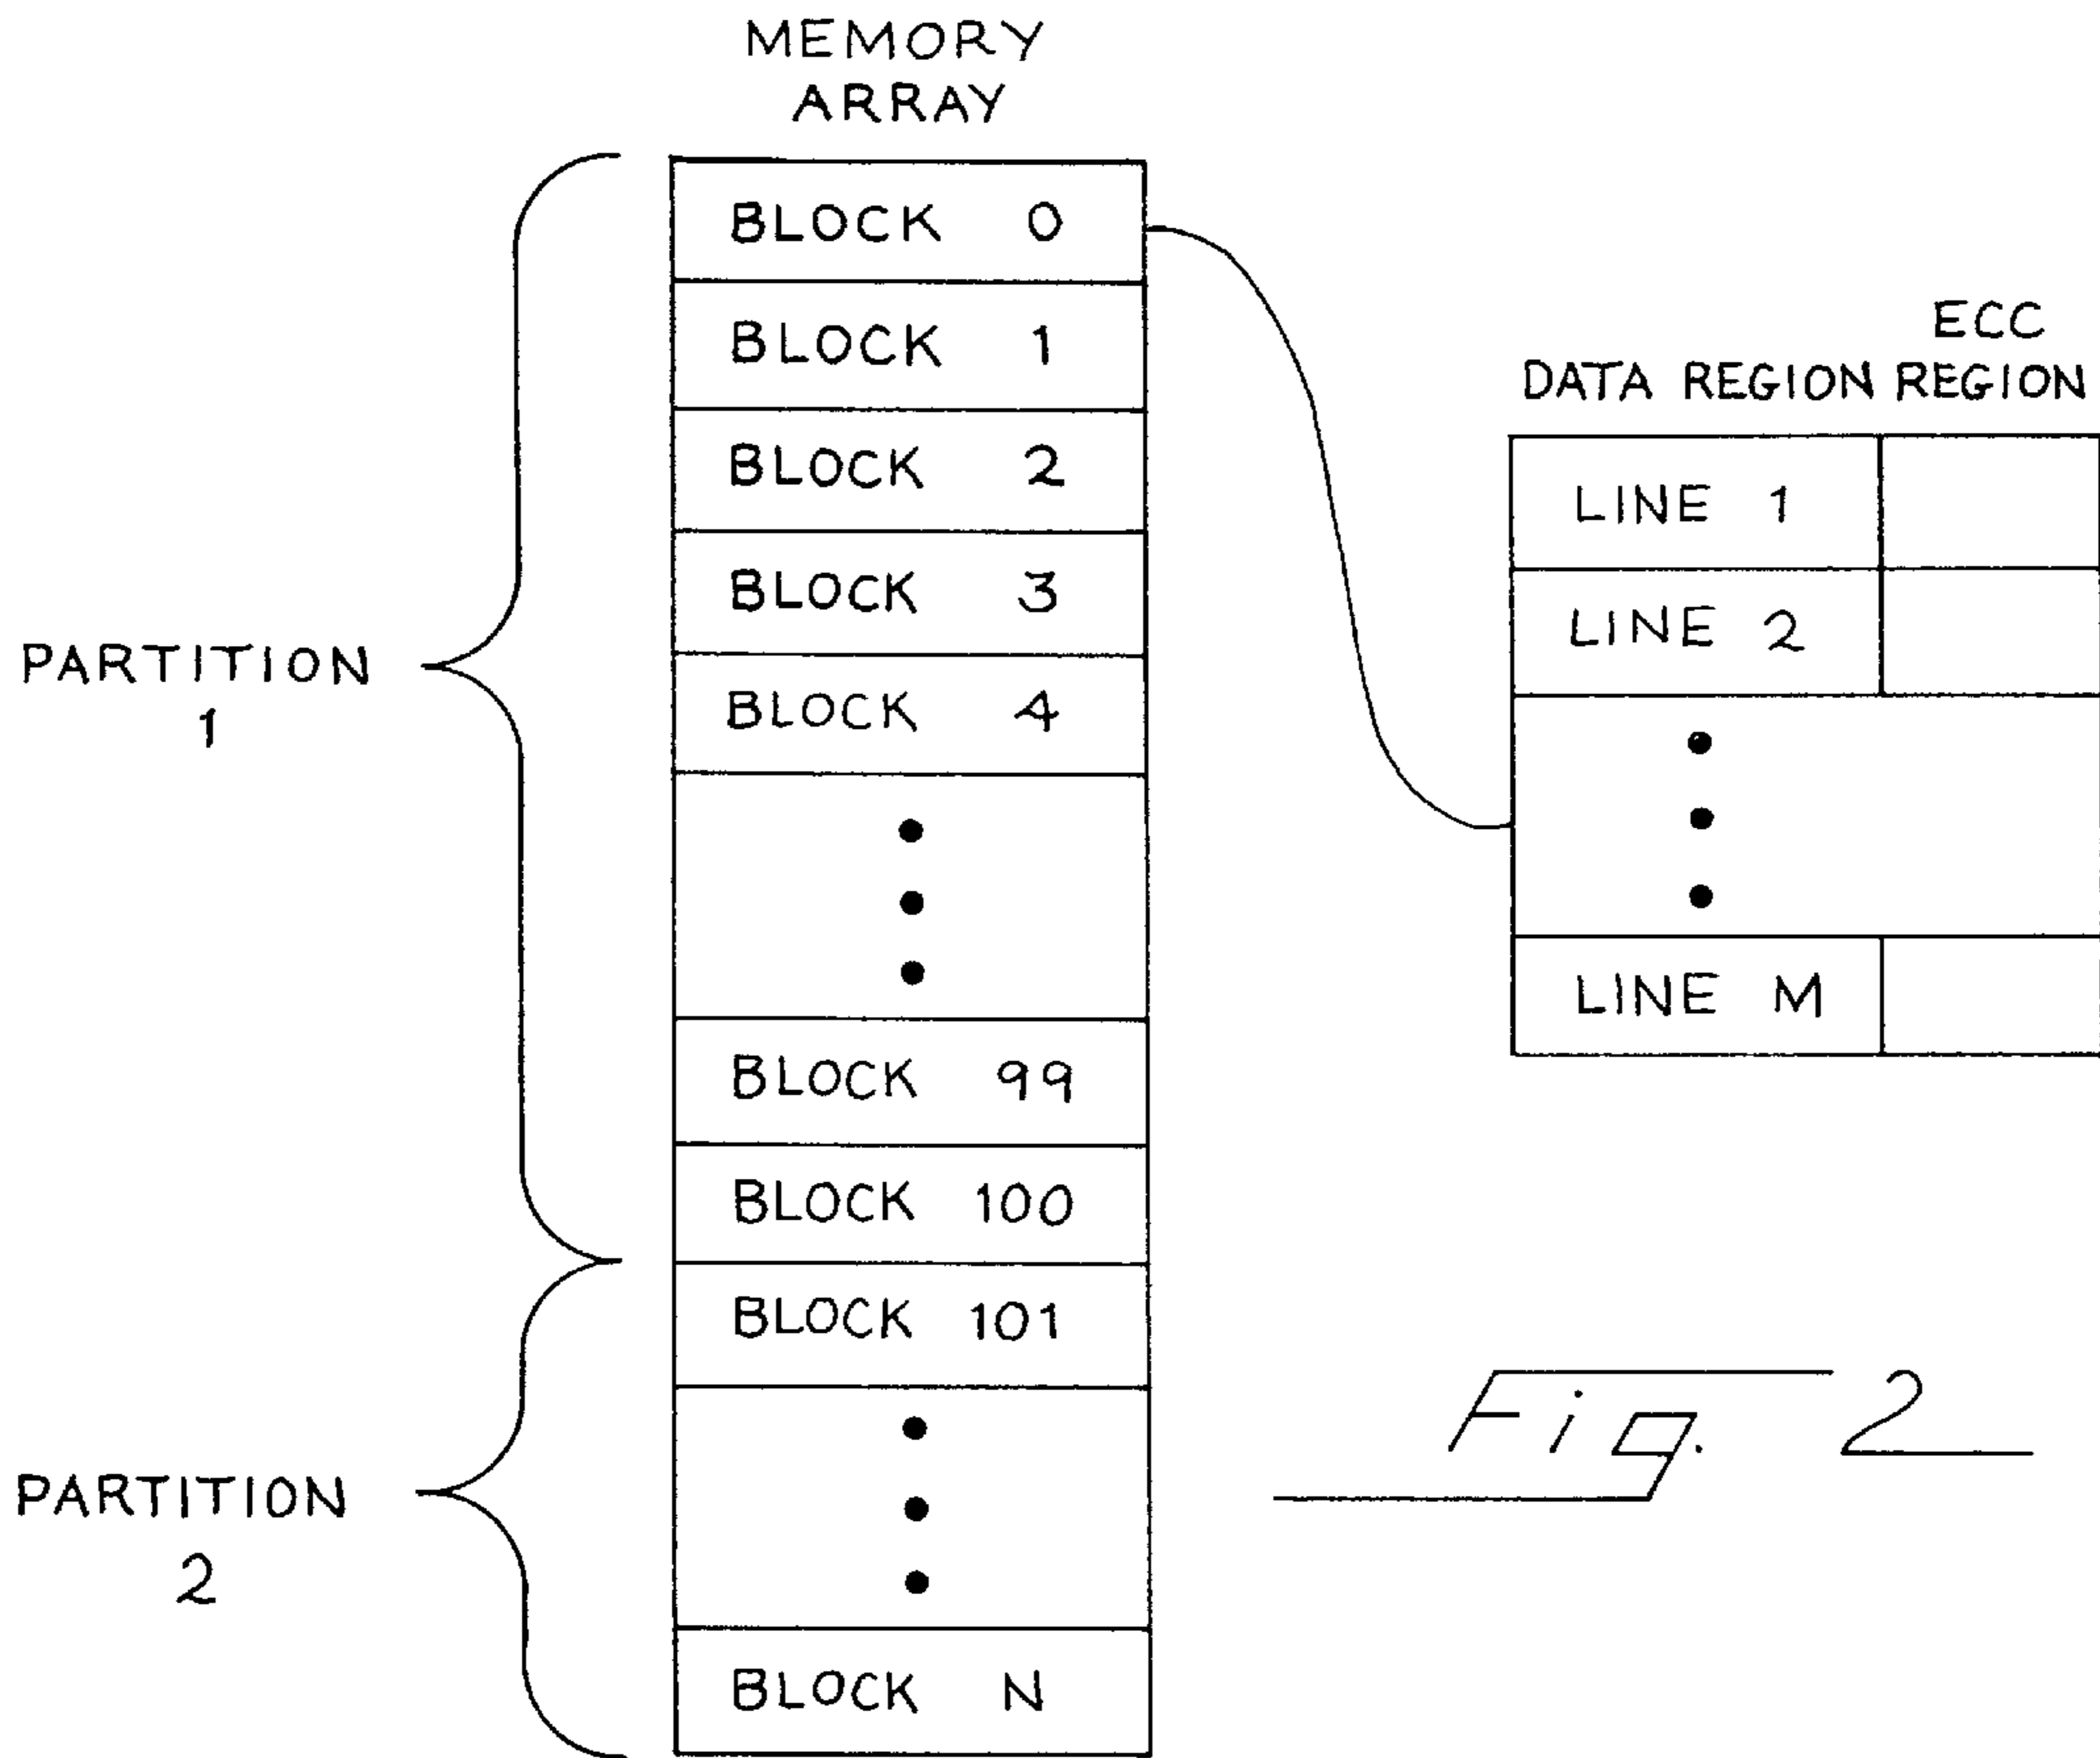 MEMORY
ARRAY
BLOCK 0
BLOCK 1
BLOCK 2
BLOCK 3
BLOCK 4
BLOCK 99
BLOCK 100
BLOCK 101
BLOCK N
PARTITION
1
PARTITION
2
ECC
DATA REGION REGION
LINE 1
LINE 2
LINE M
Fig. 2